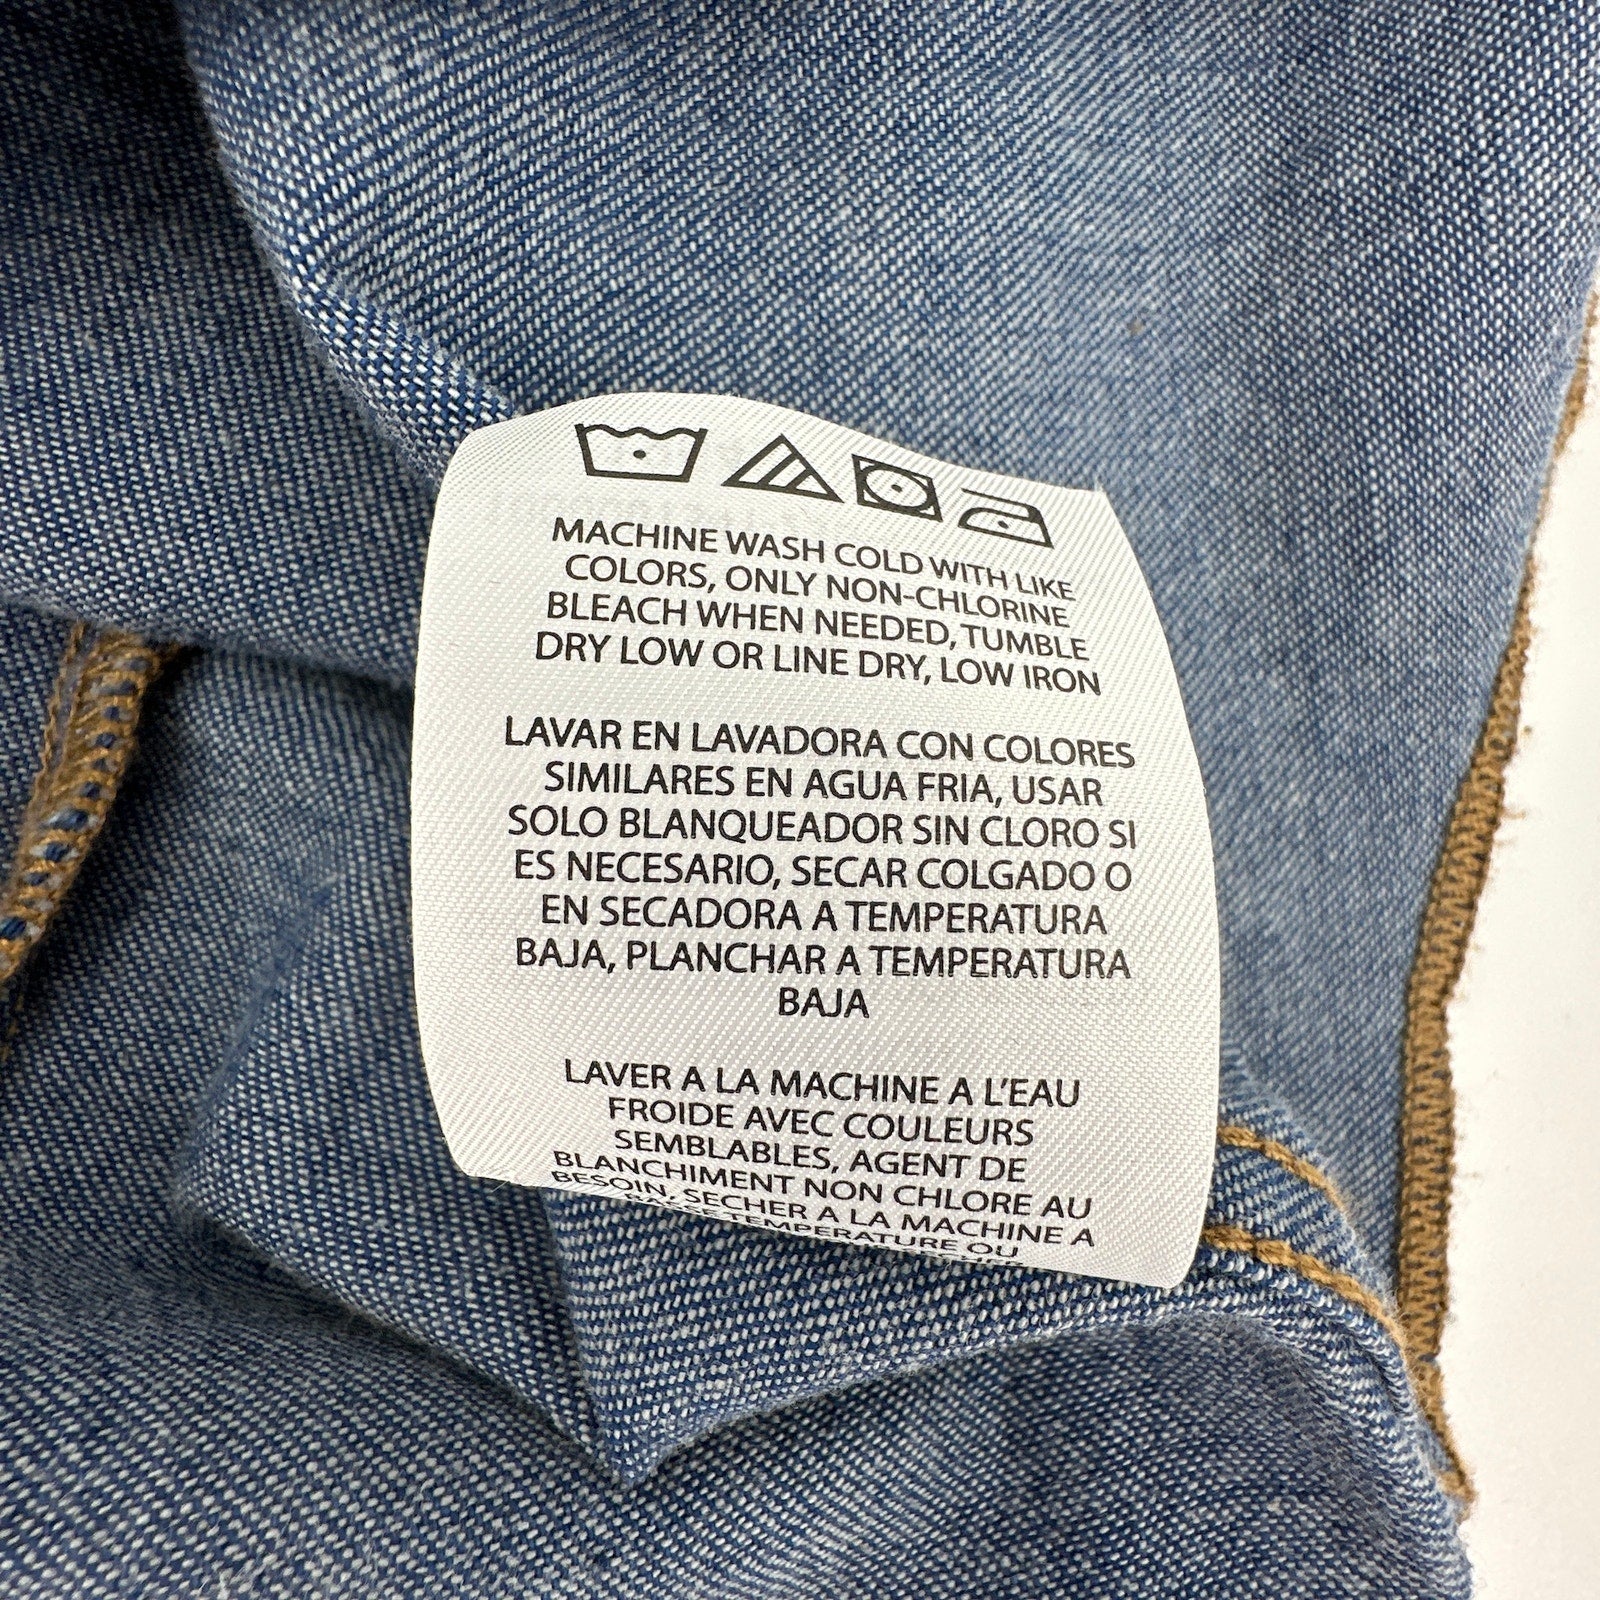 MACHINE WASH COLD WITH LIKE
COLORS, ONLY NON-CHLORINE
BLEACH WHEN NEEDED, TUMBLE
DRY LOW OR LINE DRY, LOW IRON
LAVAR EN LAVADORA CON COLORES
SIMILARES EN AGUA FRIA, USAR
SOLO BLANQUEADOR SIN CLORO SI
ES NECESARIO, SECAR COLGADO O
EN SECADORA A TEMPERATURA
BAJA, PLANCHAR A TEMPERATURA
BAJA
LAVER A LA MACHINE A L'EAU
FROIDE AVEC COULEURS
SEMBLABLES, AGENT DE
BLANCHIMENT NON CHLORE AU
BESOIN, SECHER A LA MACHINE A
BASSE TEMPERATURE OU